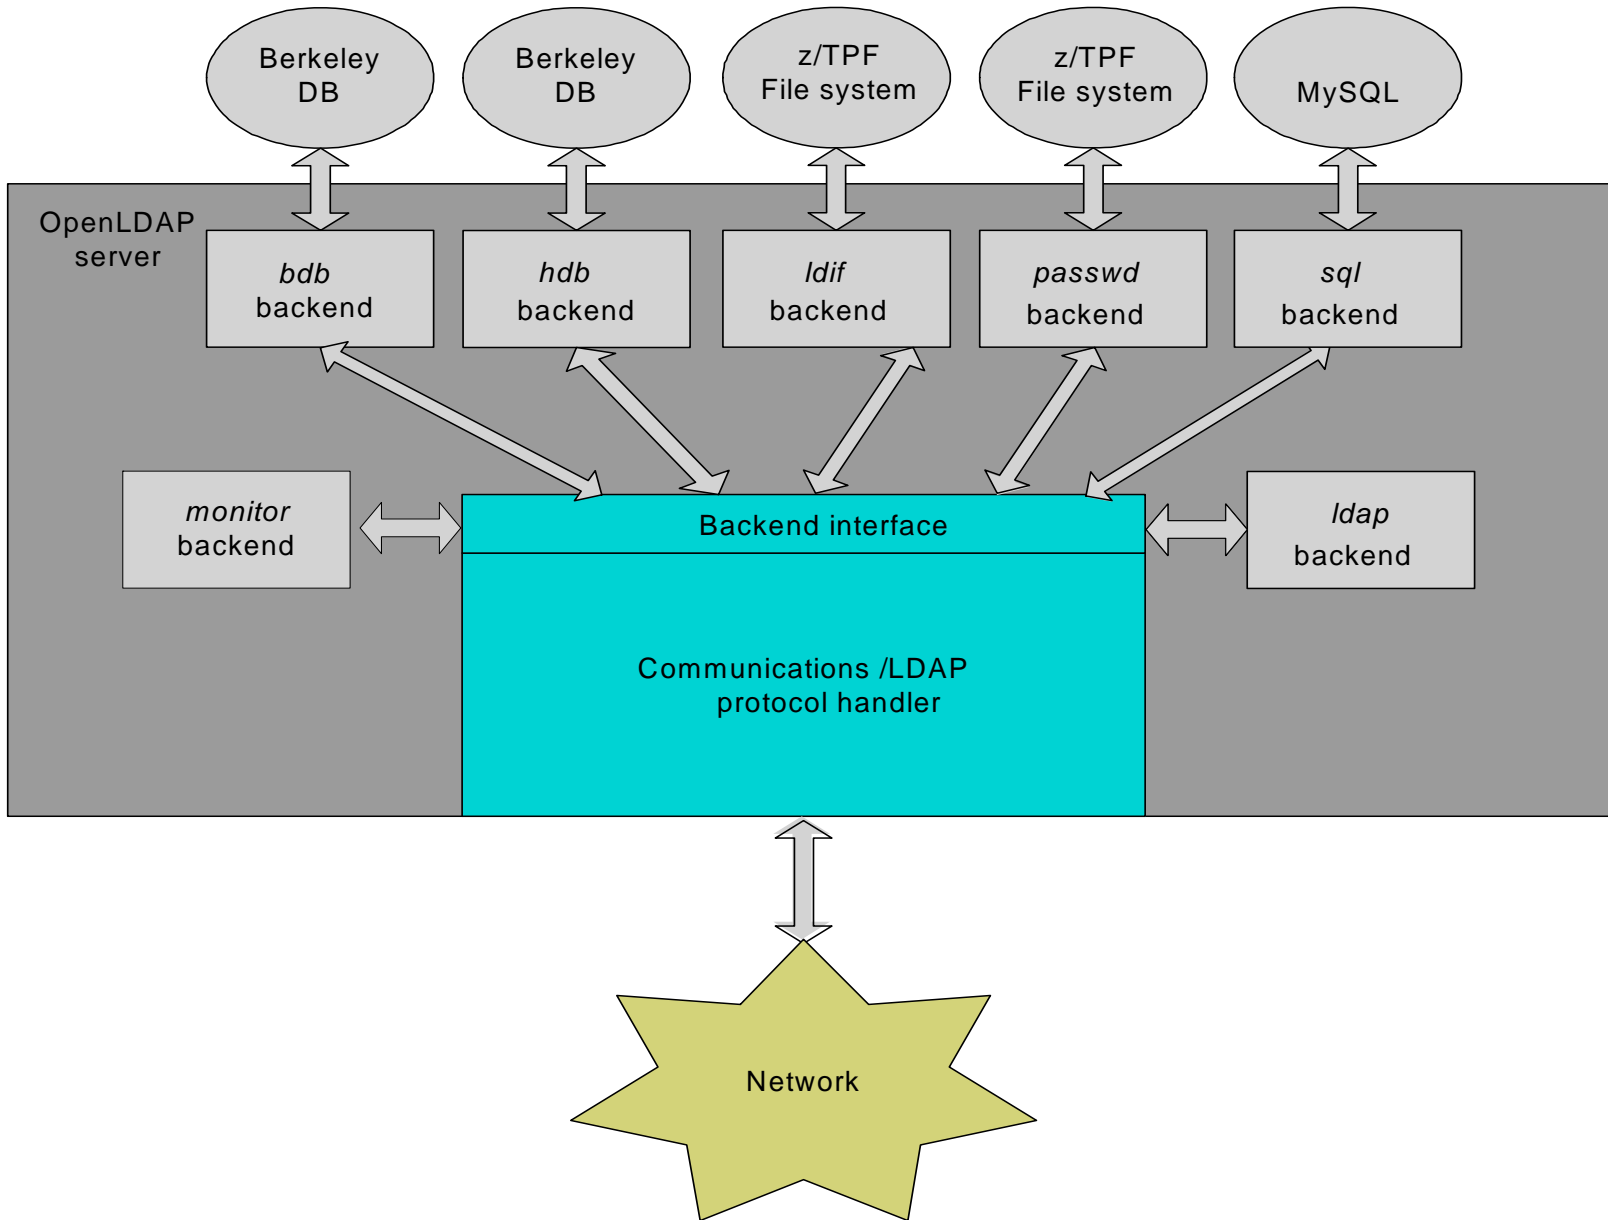 Berkeley
DB
Berkeley
DB
z/TPF
File system
z/TPF
File system
MySQL
OpenLDAP
server
bdb
backend
hdb
backend
ldif
backend
passwd
backend
sql
backend
monitor
backend
Backend interface
ldap
backend
Communications /LDAP
protocol handler
Network